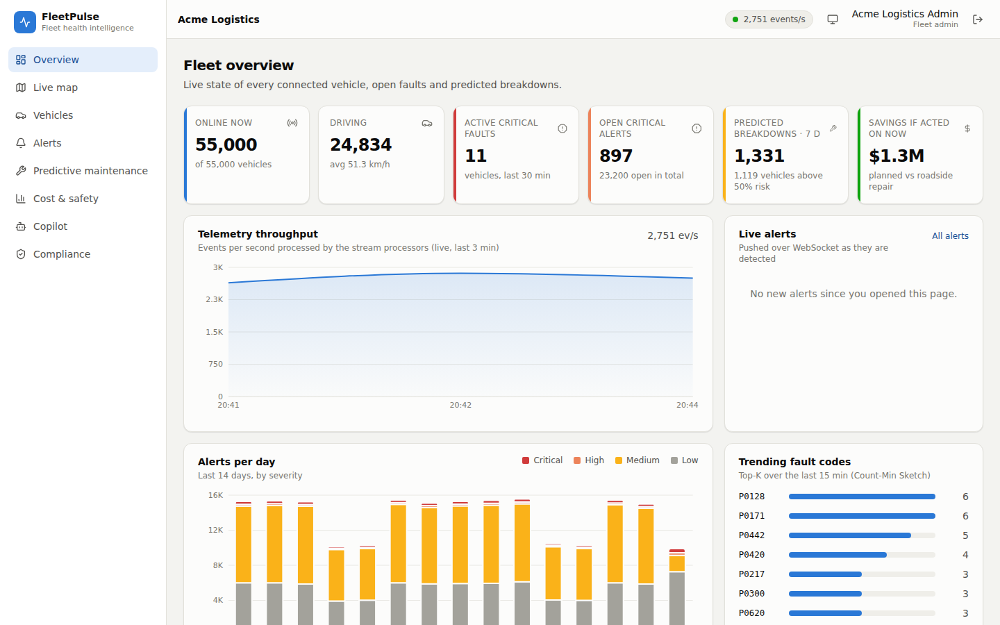 FleetPulse
Fleet health intelligence
Overview
Live map
Vehicles
Alerts
Predictive maintenance
Cost & safety
Copilot
Compliance
Acme Logistics
2,751 events/s
Acme Logistics Admin
Fleet admin
Fleet overview
Live state of every connected vehicle, open faults and predicted breakdowns.
ONLINE NOW
55,000
of 55,000 vehicles
DRIVING
24,834
avg 51.3 km/h
ACTIVE CRITICAL
FAULTS
11
vehicles, last 30 min
OPEN CRITICAL
ALERTS
897
23,200 open in total
PREDICTED
BREAKDOWNS · 7 D
1,331
1,119 vehicles above
50% risk
SAVINGS IF ACTED
ON NOW
$1.3M
planned vs roadside
repair
Telemetry throughput
Events per second processed by the stream processors (live, last 3 min)
2,751 ev/s
3K
2.3K
1.5K
750
0
20:41
20:42
20:44
Live alerts
Pushed over WebSocket as they are
detected
All alerts
No new alerts since you opened this page.
Alerts per day
Last 14 days, by severity
Critical
High
Medium
Low
16K
12K
8K
4K
Trending fault codes
Top-K over the last 15 min (Count-Min Sketch)
P0128 6
P0171 6
P0442 5
P0420 4
P0217 3
P0300 3
P0620 3